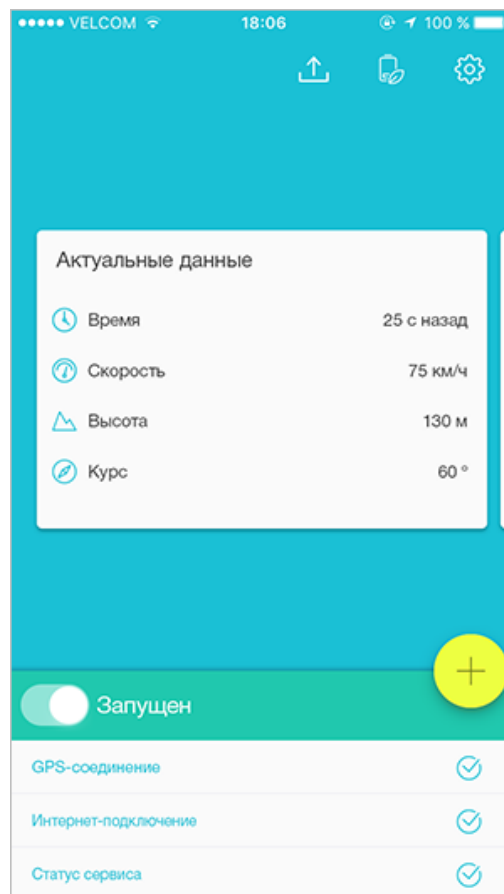 VELCOM 18:06 100 %
Актуальные данные
Время 25 с назад
Скорость 75 км/ч
Высота 130 м
Курс 60 °
Запущен
GPS-соединение
Интернет-подключение
Статус сервиса